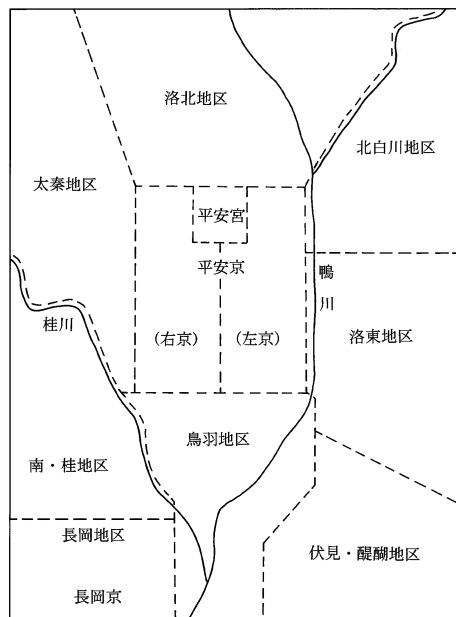 洛北地区
北白川地区
太秦地区
平安宮
平安京
鴨川
桂川
(右京)
(左京)
洛東地区
鳥羽地区
南・桂地区
長岡地区
伏見・醍醐地区
長岡京